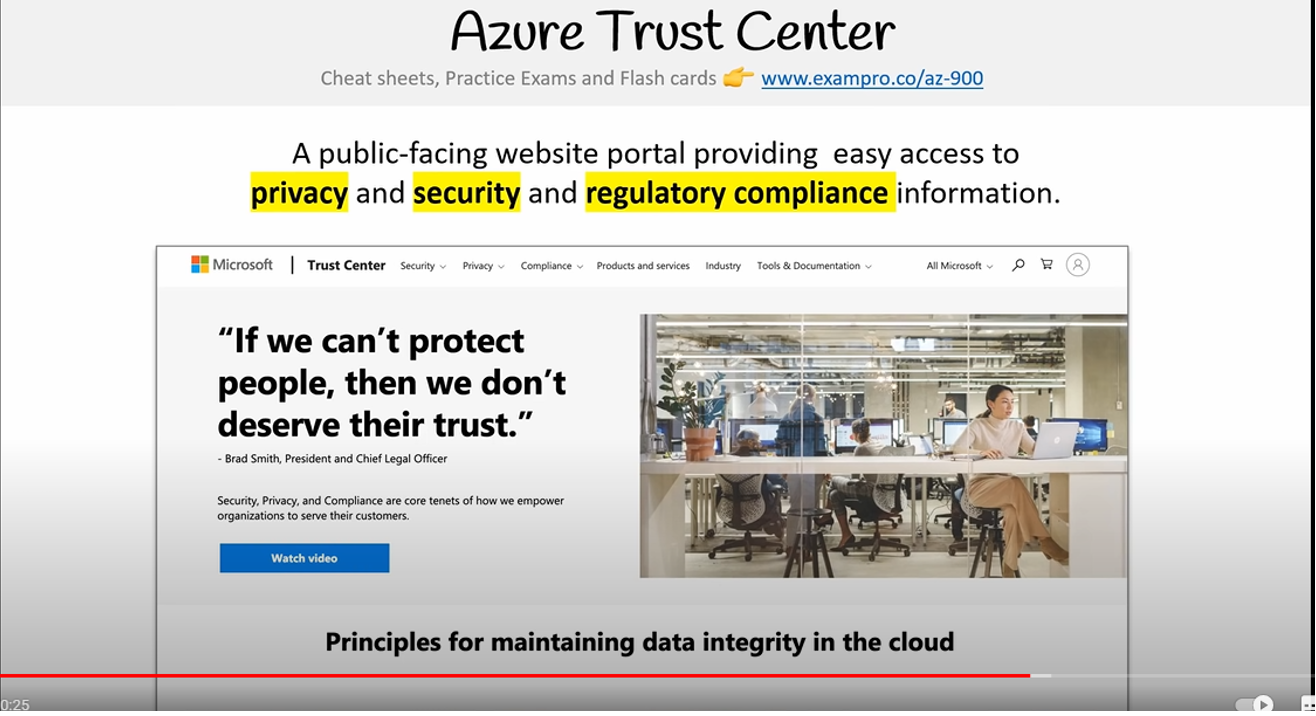 Azure Trust Center
Cheat sheets, Practice Exams and Flash cards 👉 www.exampro.co/az-900
A public-facing website portal providing easy access to
privacy and security and regulatory compliance information.
Microsoft | Trust Center Security Privacy Compliance Products and services Industry Tools & Documentation All Microsoft
“If we can’t protect
people, then we don’t
deserve their trust.”
- Brad Smith, President and Chief Legal Officer
Security, Privacy, and Compliance are core tenets of how we empower
organizations to serve their customers.
Watch video
Principles for maintaining data integrity in the cloud
0:25